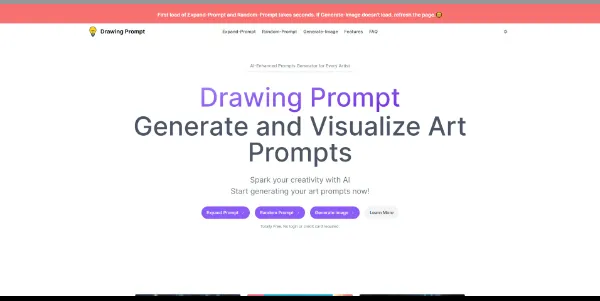 First load of Expand-Prompt and Random-Prompt takes seconds. If Generate-Image doesn't load, refresh the page.
Drawing Prompt
Expand-Prompt Random-Prompt Generate-Image Features FAQ
AI-Enhanced Prompts Generator for Every Artist
Drawing Prompt
Generate and Visualize Art
Prompts
Spark your creativity with AI
Start generating your art prompts now!
Expand-Prompt Random-Prompt Generate-Image Learn More
Totally Free, No login or credit card required